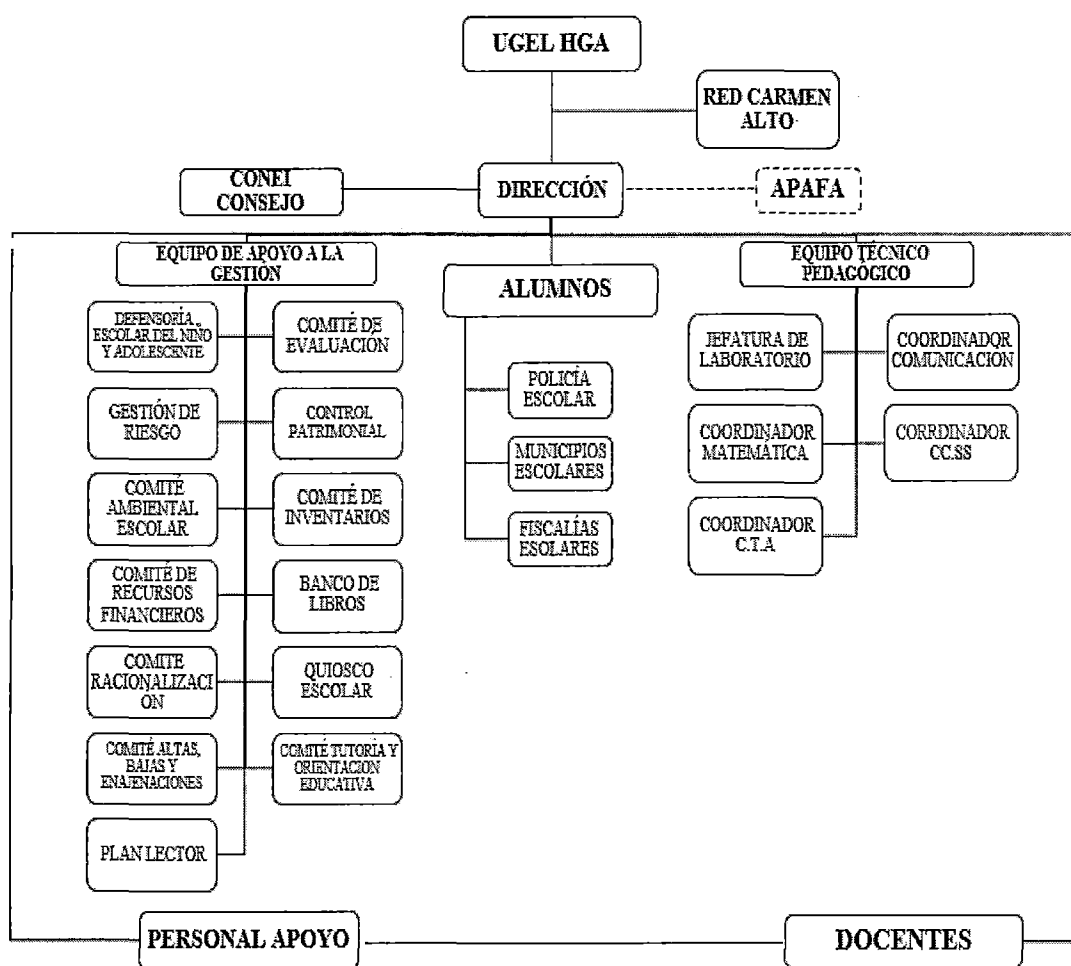 UGEL HGA
RED CARMEN
ALTO
CONEI
CONSEJO
DIRECCIÓN
APAFA
EQUIPO DE APOYO A LA
GESTIÓN
ALUMNOS
EQUIPO TÉCNICO
PEDAGÓGICO
DEFENSORÍA
ESCOLAR DEL NIÑO
Y ADOLESCENTE
COMITÉ DE
EVALUACIÓN
GESTIÓN DE
RIESGO
CONTROL
PATRIMONIAL
COMITÉ
AMBIENTAL
ESCOLAR
COMITÉ DE
INVENTARIOS
COMITÉ DE
RECURSOS
FINANCIEROS
BANCO DE
LIBROS
COMITE
RACIONALIZACI
ON
QUIOSCO
ESCOLAR
COMITÉ ALTAS,
BAJAS Y
ENAJENACIONES
COMITÉ TUTORÍA Y
ORIENTACIÓN
EDUCATIVA
PLAN LECTOR
POLICÍA
ESCOLAR
MUNICIPIOS
ESCOLARES
FISCALÍAS
ESOLARES
JEFATURA DE
LABORATORIO
COORDINADOR
COMUNICACIÓN
COORDINADOR
MATEMÁTICA
CORRDINADOR
CC.SS
COORDINADOR
C.T.A
PERSONAL APOYO
DOCENTES